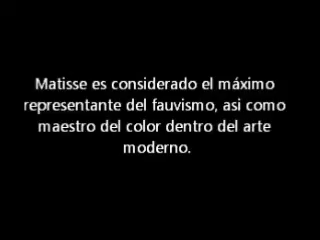 Matisse es considerado el máximo
representante del fauvismo, asi como
maestro del color dentro del arte
moderno.